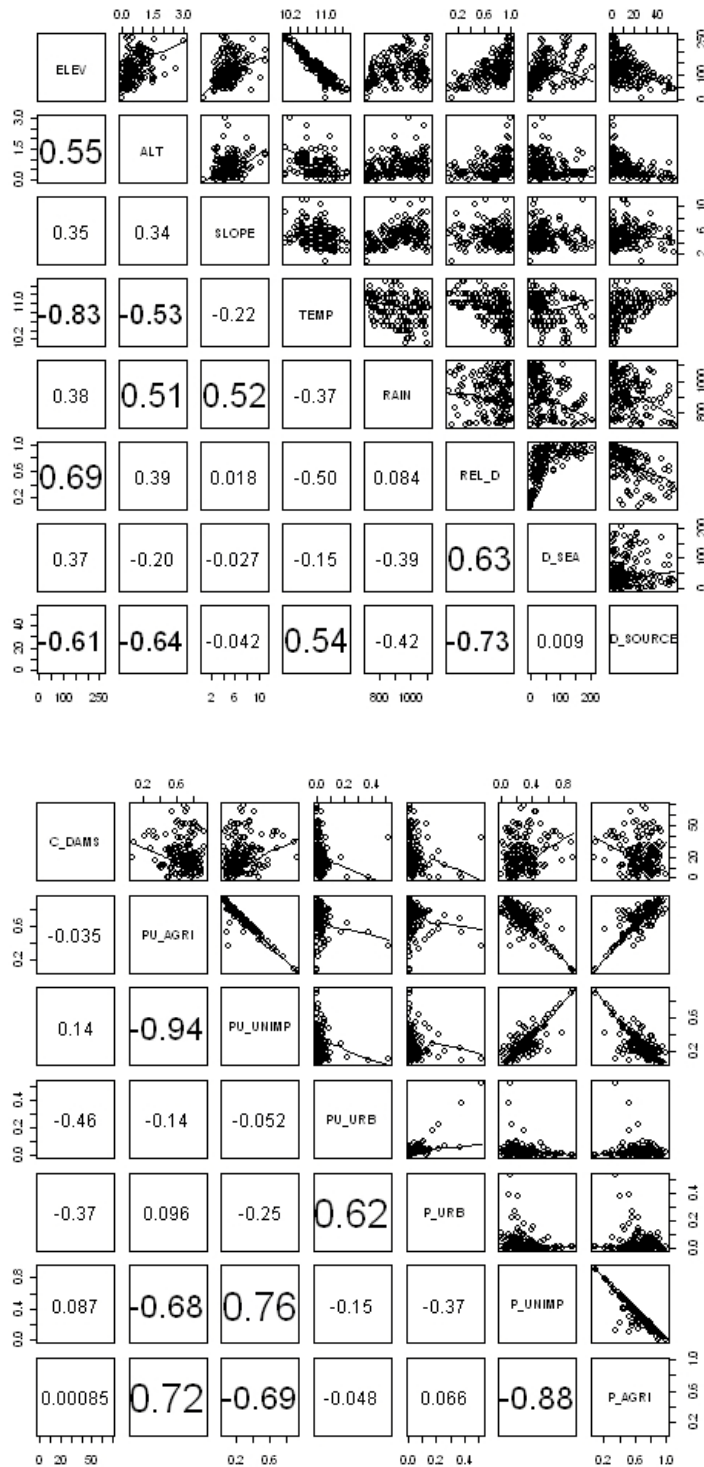 0.0 1.5 3.0 10.2 11.0 0.2 0.6 1.0 0 20 40
ELEV 0 100 250
0.0 1.5 3.0 0.55 ALT
0.35 0.34 SLOPE 2 6 10
10.2 11.0 -0.83 -0.53 -0.22 TEMP
0.38 0.51 0.52 -0.37 RAIN 800 1000
0.2 0.6 1.0 0.69 0.39 0.018 -0.50 0.084 REL_D
0.37 -0.20 -0.027 -0.15 -0.39 0.63 D_SEA 0 100 200
0 20 40 -0.61 -0.64 -0.042 0.54 -0.42 -0.73 0.009 D_SOURCE
0 100 250 2 6 10 800 1000 0 100 200
0.2 0.6 0.0 0.2 0.4 0.0 0.4 0.8
C_DAMS 0 20 50
0.2 0.6 -0.035 PU_AGRI
0.14 -0.94 PU_UNIMP 0.2 0.6
0.0 0.2 0.4 -0.46 -0.14 -0.052 PU_URB
-0.37 0.096 -0.25 0.62 P_URB 0.0 0.2 0.4
0.0 0.4 0.8 0.087 -0.68 0.76 -0.15 -0.37 P_UNIMP
0.00085 0.72 -0.69 -0.048 0.066 -0.88 P_AGRI 0.2 0.6 1.0
0 20 40 60 0.2 0.6 0.0 0.2 0.4 0.2 0.6 1.0